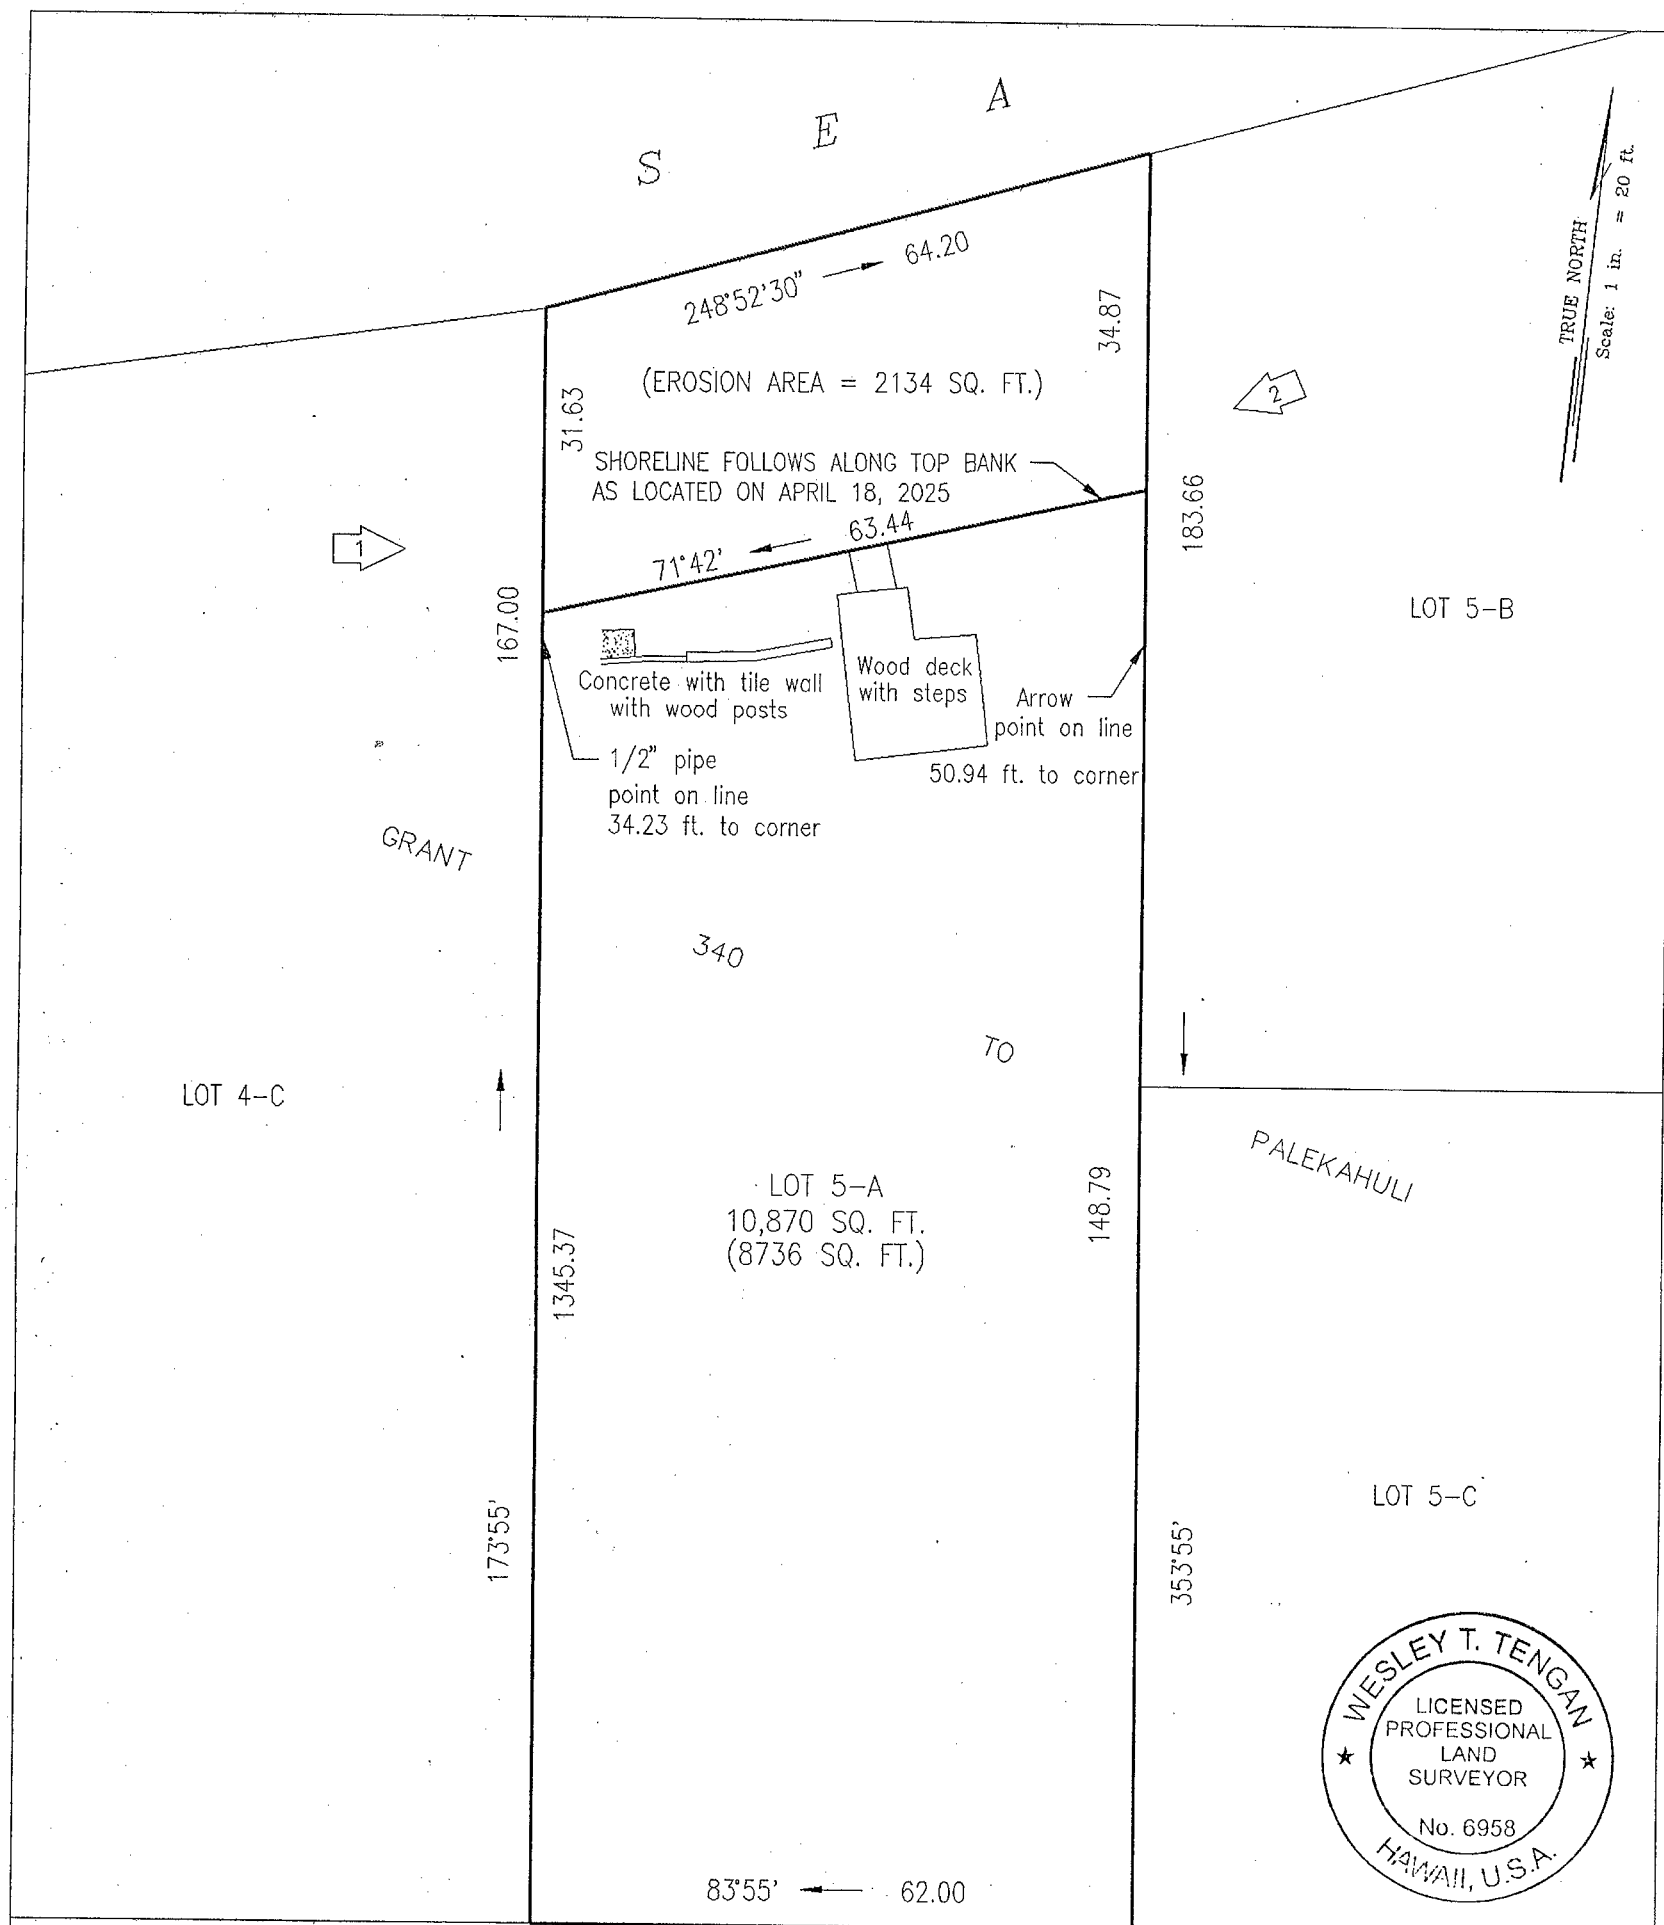 S E A
TRUE NORTH
Scale: 1 in. = 20 ft.
248°52'30" 64.20
34.87
31.63
(EROSION AREA = 2134 SQ. FT.)
2
SHORELINE FOLLOWS ALONG TOP BANK
AS LOCATED ON APRIL 18, 2025
1
71°42' 63.44
183.66
167.00
LOT 5-B
Concrete with tile wall
with wood posts
Wood deck
with steps
Arrow
point on line
50.94 ft. to corner
1/2" pipe
point on line
34.23 ft. to corner
GRANT
340
TO
PALEKAHULI
LOT 4-C
LOT 5-A
10,870 SQ. FT.
(8736 SQ. FT.)
148.79
1345.37
173°55'
353°55'
LOT 5-C
WESLEY T. TENGAN
LICENSED
PROFESSIONAL
LAND
SURVEYOR
No. 6958
HAWAII, U.S.A.
83°55' 62.00